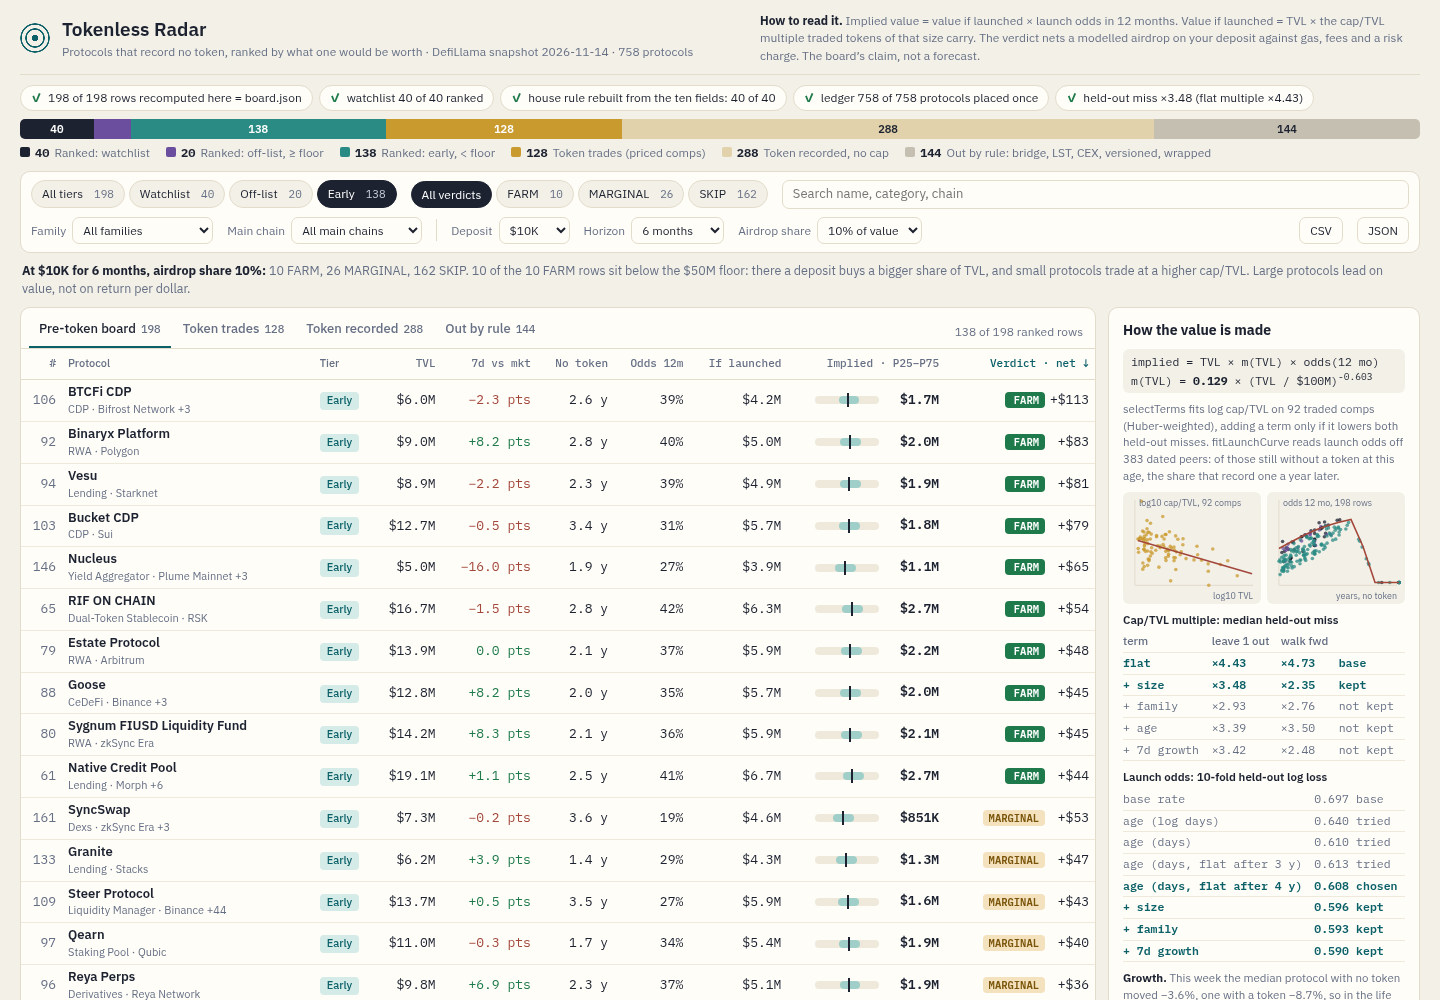 Tokenless Radar
Protocols that record no token, ranked by what one would be worth · DefiLlama snapshot 2026-11-14 · 758 protocols
How to read it. Implied value = value if launched × launch odds in 12 months. Value if launched = TVL × the cap/TVL
multiple traded tokens of that size carry. The verdict nets a modelled airdrop on your deposit against gas, fees and a risk
charge. The board's claim, not a forecast.
✓ 198 of 198 rows recomputed here = board.json
✓ watchlist 40 of 40 ranked
✓ house rule rebuilt from the ten fields: 40 of 40
✓ ledger 758 of 758 protocols placed once
✓ held-out miss ×3.48 (flat multiple ×4.43)
40 138 128 288 144
40 Ranked: watchlist 20 Ranked: off-list, ≥ floor 138 Ranked: early, < floor 128 Token trades (priced comps) 288 Token recorded, no cap 144 Out by rule: bridge, LST, CEX, versioned, wrapped
All tiers 198 Watchlist 40 Off-list 20 Early 138 All verdicts FARM 10 MARGINAL 26 SKIP 162 Search name, category, chain
Family All families Main chain All main chains Deposit $10K Horizon 6 months Airdrop share 10% of value CSV JSON
At $10K for 6 months, airdrop share 10%: 10 FARM, 26 MARGINAL, 162 SKIP. 10 of the 10 FARM rows sit below the $50M floor: there a deposit buys a bigger share of TVL, and small protocols trade at a higher cap/TVL. Large protocols lead on
value, not on return per dollar.
Pre-token board 198 Token trades 128 Token recorded 288 Out by rule 144 138 of 198 ranked rows
# Protocol Tier TVL 7d vs mkt No token Odds 12m If launched Implied · P25–P75 Verdict · net ↓
106 BTCFi CDP Early $6.0M −2.3 pts 2.6 y 39% $4.2M $1.7M FARM +$113
CDP · Bifrost Network +3
92 Binaryx Platform Early $9.0M +8.2 pts 2.8 y 40% $5.0M $2.0M FARM +$83
RWA · Polygon
94 Vesu Early $8.9M −2.2 pts 2.3 y 39% $4.9M $1.9M FARM +$81
Lending · Starknet
103 Bucket CDP Early $12.7M −0.5 pts 3.4 y 31% $5.7M $1.8M FARM +$79
CDP · Sui
146 Nucleus Early $5.0M −16.0 pts 1.9 y 27% $3.9M $1.1M FARM +$65
Yield Aggregator · Plume Mainnet +3
65 RIF ON CHAIN Early $16.7M −1.5 pts 2.8 y 42% $6.3M $2.7M FARM +$54
Dual-Token Stablecoin · RSK
79 Estate Protocol Early $13.9M 0.0 pts 2.1 y 37% $5.9M $2.2M FARM +$48
RWA · Arbitrum
88 Goose Early $12.8M +8.2 pts 2.0 y 35% $5.7M $2.0M FARM +$45
CeDeFi · Binance +3
80 Sygnum FIUSD Liquidity Fund Early $14.2M +8.3 pts 2.1 y 36% $5.9M $2.1M FARM +$45
RWA · zkSync Era
61 Native Credit Pool Early $19.1M +1.1 pts 2.5 y 41% $6.7M $2.7M FARM +$44
Lending · Morph +6
161 SyncSwap Early $7.3M −0.2 pts 3.6 y 19% $4.6M $851K MARGINAL +$53
Dexs · zkSync Era +3
133 Granite Early $6.2M +3.9 pts 1.4 y 29% $4.3M $1.3M MARGINAL +$47
Lending · Stacks
109 Steer Protocol Early $13.7M +0.5 pts 3.5 y 27% $5.9M $1.6M MARGINAL +$43
Liquidity Manager · Binance +44
97 Qearn Early $11.0M −0.3 pts 1.7 y 34% $5.4M $1.9M MARGINAL +$40
Staking Pool · Qubic
96 Reya Perps Early $9.8M +6.9 pts 2.3 y 37% $5.1M $1.9M MARGINAL +$36
Derivatives · Reya Network
How the value is made
implied = TVL × m(TVL) × odds(12 mo)
m(TVL) = 0.129 × (TVL / $100M)-0.603
selectTerms fits log cap/TVL on 92 traded comps
(Huber-weighted), adding a term only if it lowers both
held-out misses. fitLaunchCurve reads launch odds off
383 dated peers: of those still without a token at this
age, the share that record one a year later.
log10 cap/TVL, 92 comps
log10 TVL
odds 12 mo, 198 rows
years, no token
Cap/TVL multiple: median held-out miss
term leave 1 out walk fwd
flat ×4.43 ×4.73 base
+ size ×3.48 ×2.35 kept
+ family ×2.93 ×2.76 not kept
+ age ×3.39 ×3.50 not kept
+ 7d growth ×3.42 ×2.48 not kept
Launch odds: 10-fold held-out log loss
base rate 0.697 base
age (log days) 0.640 tried
age (days) 0.610 tried
age (days, flat after 3 y) 0.613 tried
age (days, flat after 4 y) 0.608 chosen
+ size 0.596 kept
+ family 0.593 kept
+ 7d growth 0.590 kept
Growth. This week the median protocol with no token
moved −3.6%, one with a token −8.7%, so in the life